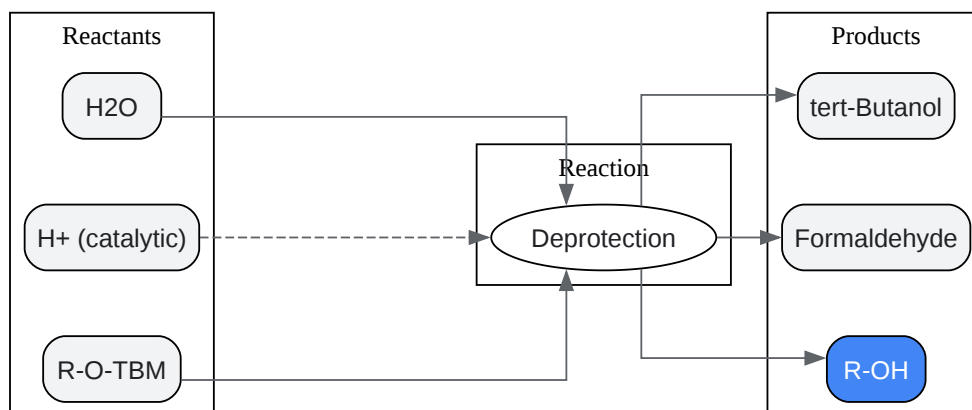 Reactants
H2O
H+ (catalytic)
R-O-TBM
Reaction
Deprotection
Products
tert-Butanol
Formaldehyde
R-OH